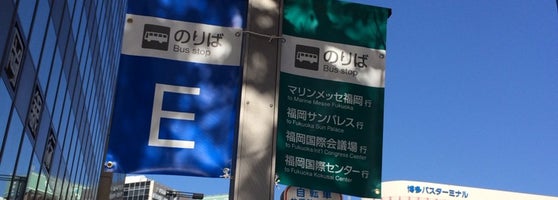 のりば
Bus stop
E
のりば
Bus stop
マリンメッセ福岡行
to Marine Messe Fukuoka
福岡サンパレス行
to Fukuoka Sun Palace
福岡国際会議場行
to Fukuoka Int'l Congress Center
福岡国際センター行
to Fukuoka Kokusai Center
自転車
博多バスターミナル